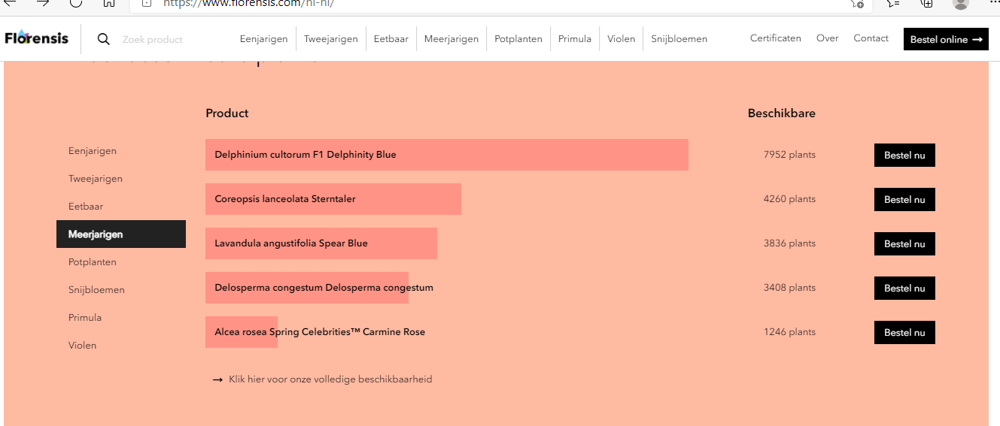 https://www.florensis.com/nl-nl/
Florensis
Zoek product
Eenjarigen
Tweejarigen
Eetbaar
Meerjarigen
Potplanten
Primula
Violen
Snijbloemen
Certificaten
Over
Contact
Bestel online →
Product
Beschikbare
Eenjarigen
Tweejarigen
Eetbaar
Meerjarigen
Potplanten
Snijbloemen
Primula
Violen
Delphinium cultorum F1 Delphinity Blue
7952 plants
Bestel nu
Coreopsis lanceolata Sterntaler
4260 plants
Bestel nu
Lavandula angustifolia Spear Blue
3836 plants
Bestel nu
Delosperma congestum Delosperma congestum
3408 plants
Bestel nu
Alcea rosea Spring Celebrities™ Carmine Rose
1246 plants
Bestel nu
→ Klik hier voor onze volledige beschikbaarheid